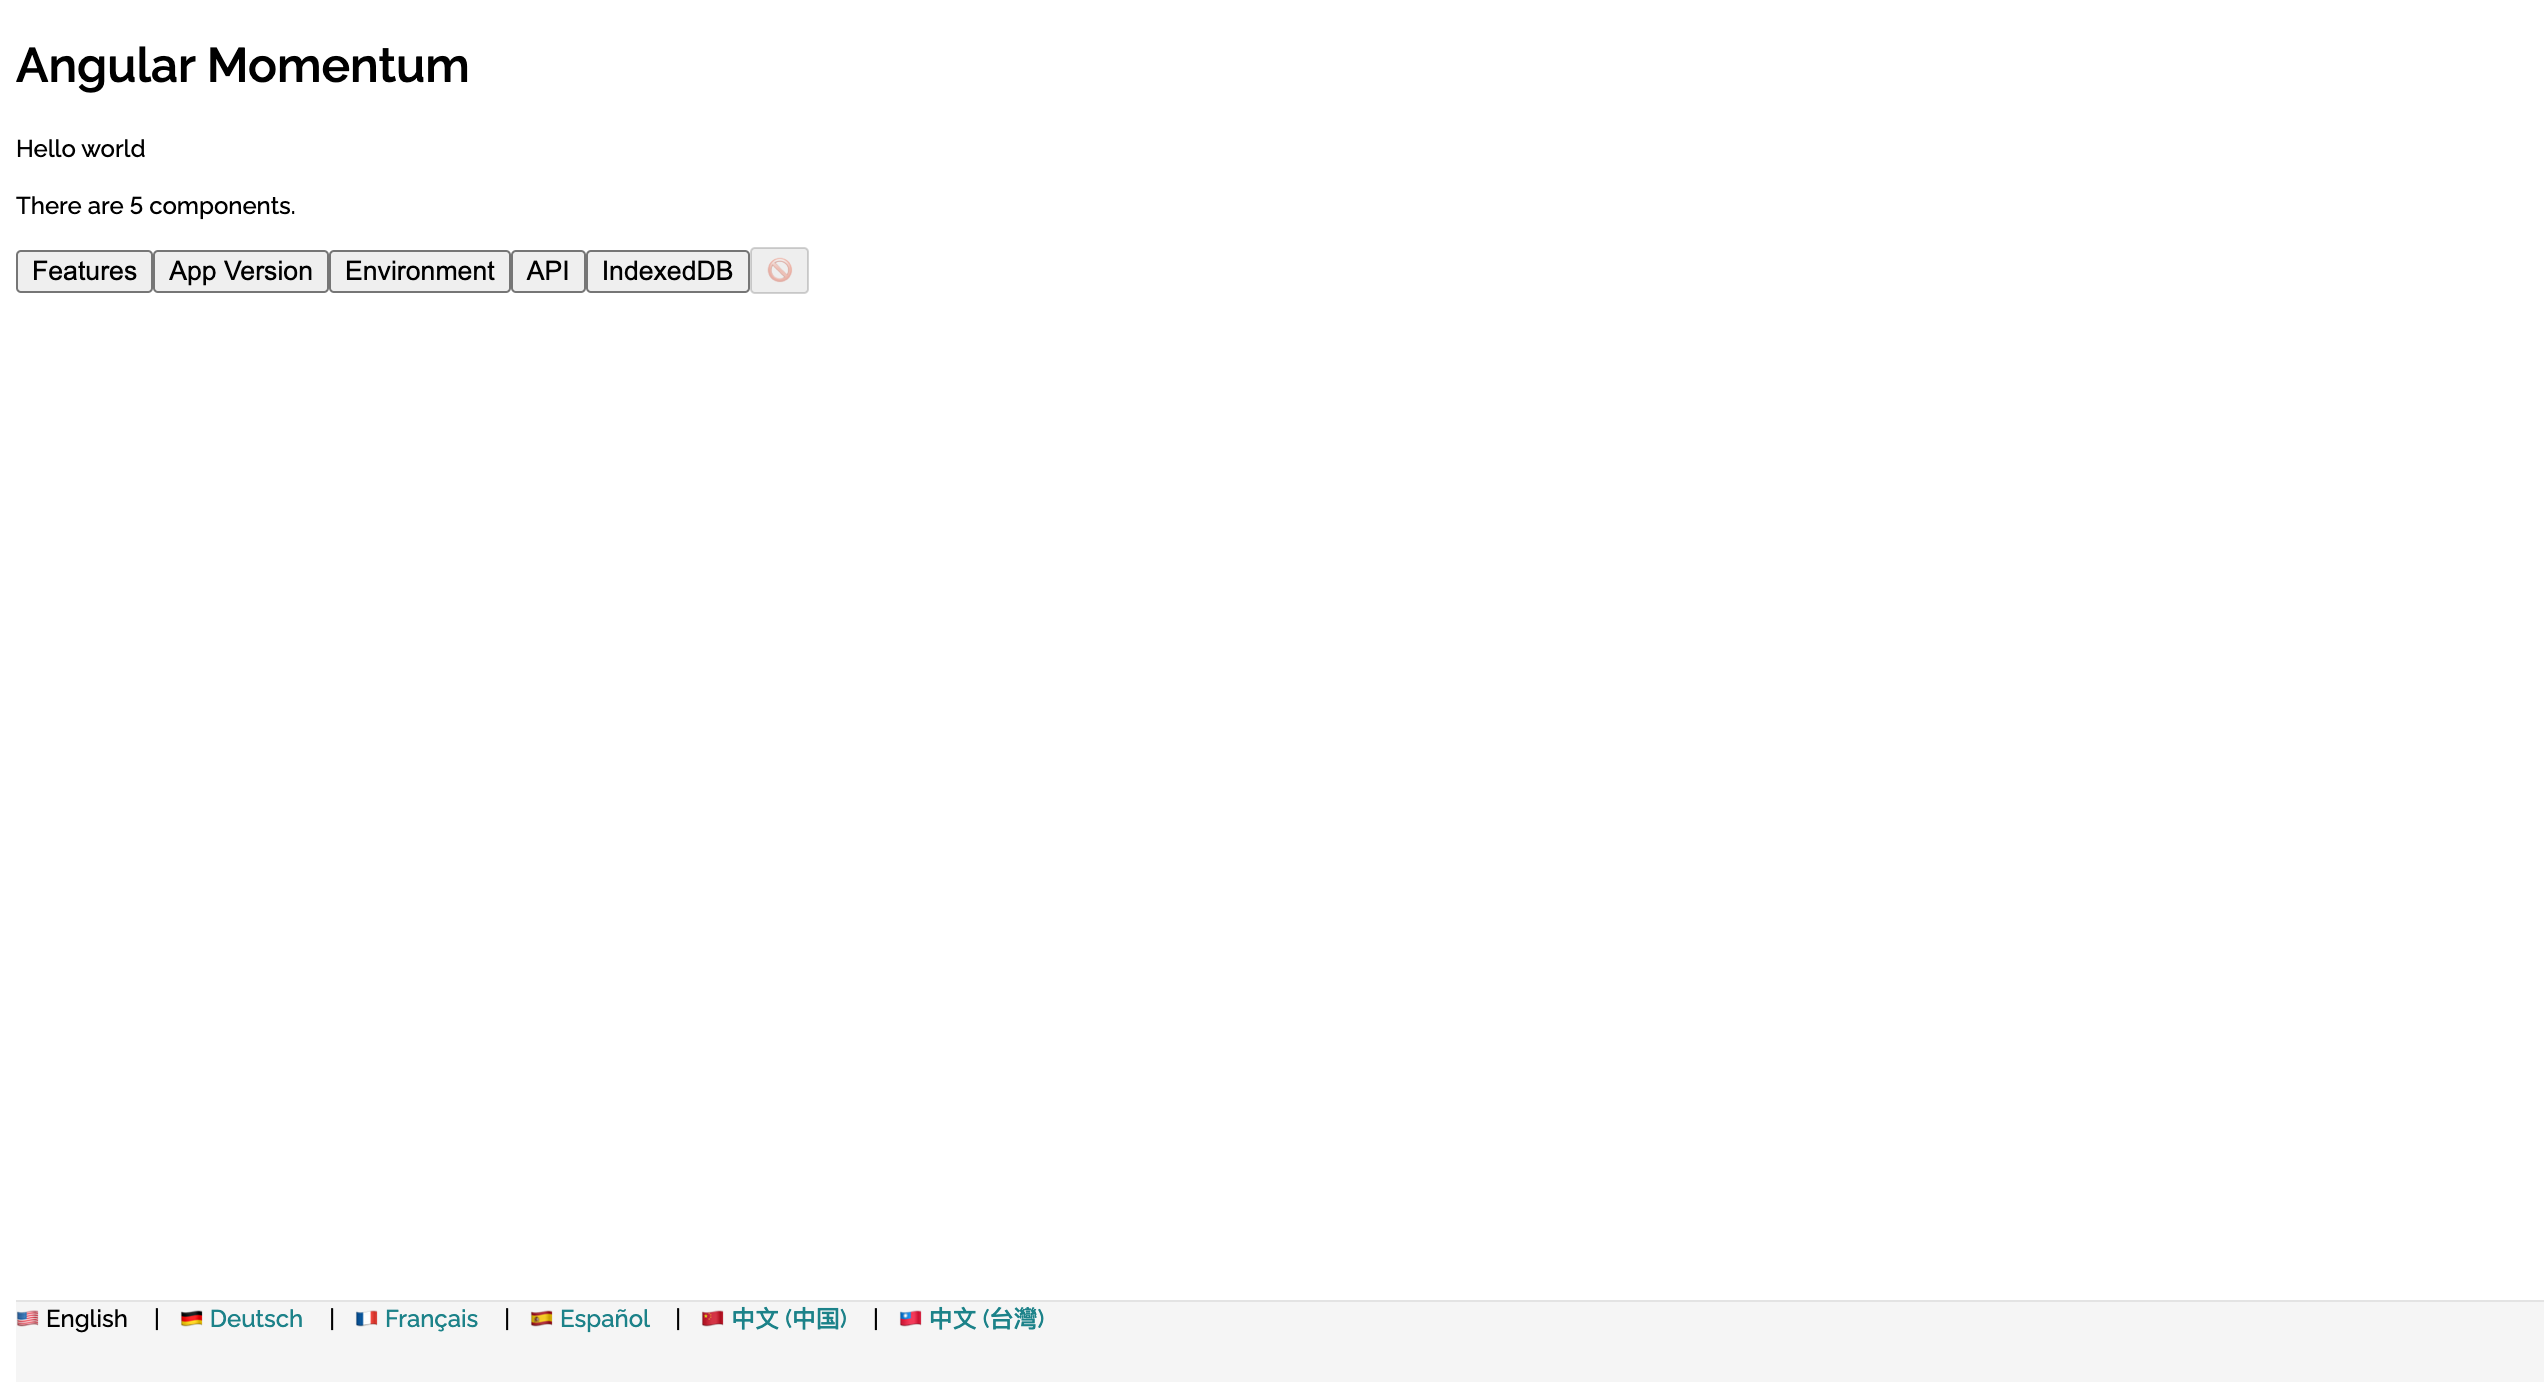 Angular Momentum
Hello world
There are 5 components.
Features App Version Environment API IndexedDB 🚫
🇺🇸 English | 🇩🇪 Deutsch | 🇫🇷 Français | 🇪🇸 Español | 🇨🇳 中文 (中国) | 🇹🇼 中文 (台灣)